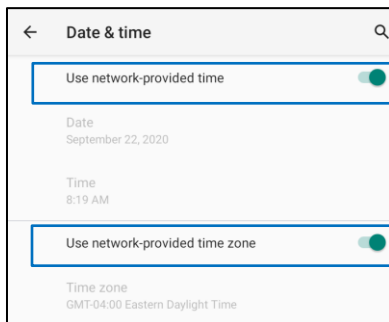 Date & time
Use network-provided time
Date
September 22, 2020
Time
8:19 AM
Use network-provided time zone
Time zone
GMT-04:00 Eastern Daylight Time